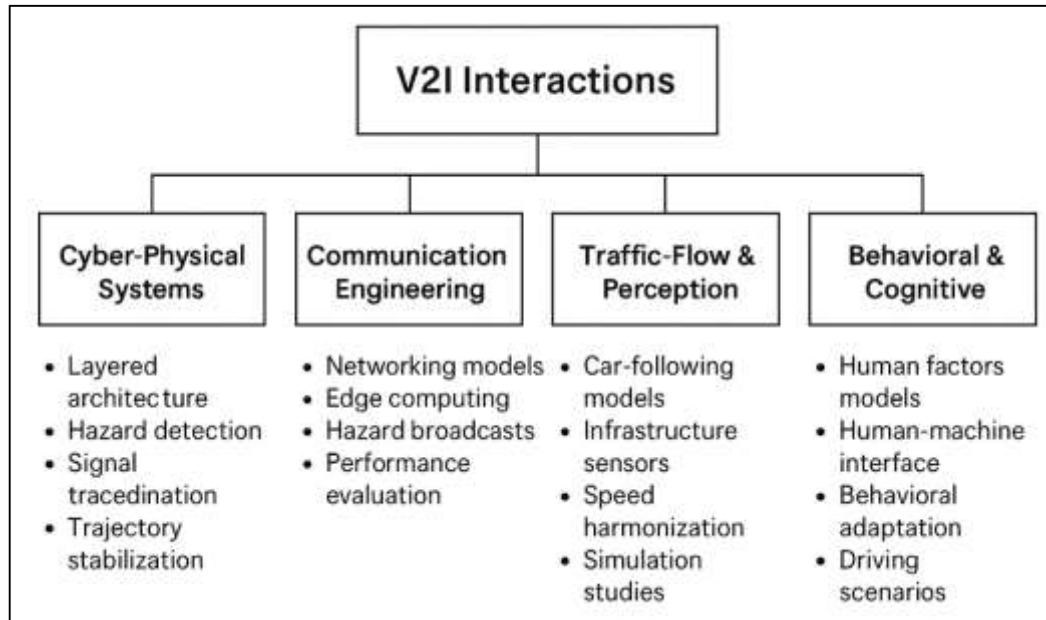 V2I Interactions
Cyber-Physical
Systems
• Layered
architecture
• Hazard detection
• Signal
tracedination
• Trajectory
stabilization
Communication
Engineering
• Networking models
• Edge computing
• Hazard broadcasts
• Performance
evaluation
Traffic-Flow &
Perception
• Car-following
models
• Infrastructure
sensors
• Speed
harmonization
• Simulation
studies
Behavioral &
Cognitive
• Human factors
models
• Human-machine
interface
• Behavioral
adaptation
• Driving
scenarios